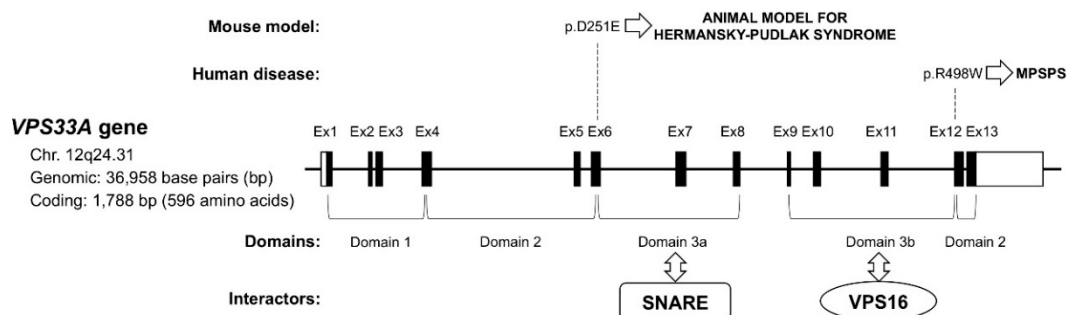 Mouse model: p.D251E ANIMAL MODEL FOR
HERMANSKY-PUDLAK SYNDROME
Human disease: p.R498W MPSPS
VPS33A gene
Ex1 Ex2 Ex3 Ex4 Ex5 Ex6 Ex7 Ex8 Ex9 Ex10 Ex11 Ex12 Ex13
Chr. 12q24.31
Genomic: 36,958 base pairs (bp)
Coding: 1,788 bp (596 amino acids)
Domains: Domain 1 Domain 2 Domain 3a Domain 3b Domain 2
Interactors: SNARE VPS16